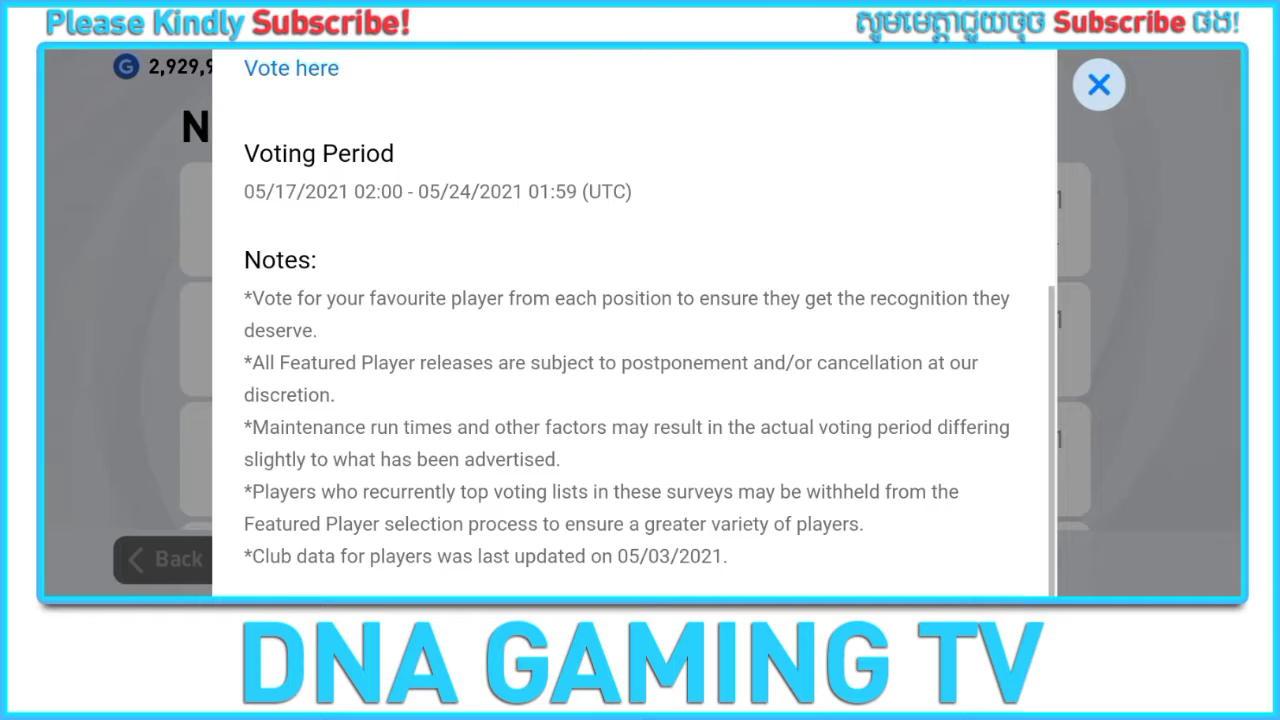 Please Kindly Subscribe!
សូមមេត្តាជួយចុច Subscribe ផង!
G 2,929,9
Vote here
N
Voting Period
05/17/2021 02:00 - 05/24/2021 01:59 (UTC)
Notes:
*Vote for your favourite player from each position to ensure they get the recognition they
deserve.
*All Featured Player releases are subject to postponement and/or cancellation at our
discretion.
*Maintenance run times and other factors may result in the actual voting period differing
slightly to what has been advertised.
*Players who recurrently top voting lists in these surveys may be withheld from the
Featured Player selection process to ensure a greater variety of players.
*Club data for players was last updated on 05/03/2021.
Back
DNA GAMING TV